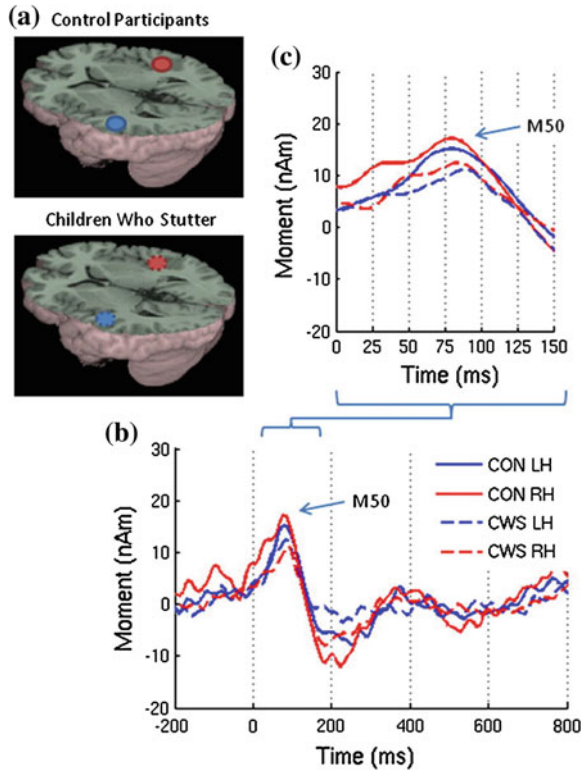 (a)
Control Participants
Children Who Stutter
(c)
30
20
10
0
-10
-20
Moment (nAm)
M50
0 25 50 75 100 125 150
Time (ms)
(b)
30
20
10
0
-10
-20
Moment (nAm)
M50
CON LH
CON RH
CWS LH
CWS RH
-200 0 200 400 600 800
Time (ms)